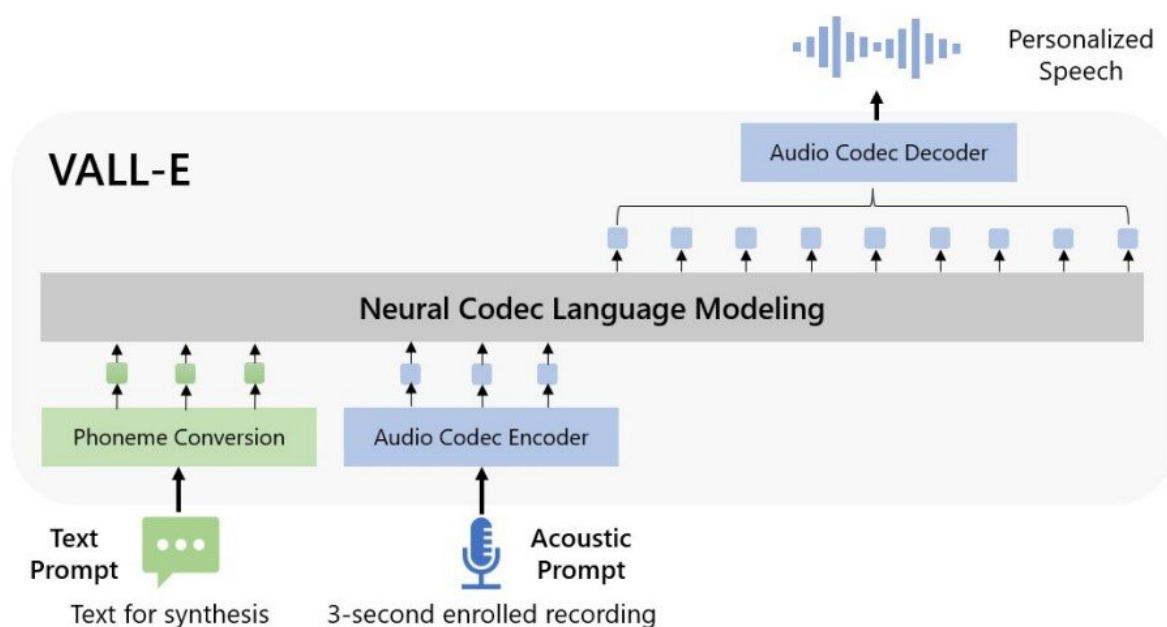 Personalized
Speech
Audio Codec Decoder
VALL-E
Neural Codec Language Modeling
Phoneme Conversion
Audio Codec Encoder
Text
Prompt
Acoustic
Prompt
Text for synthesis
3-second enrolled recording